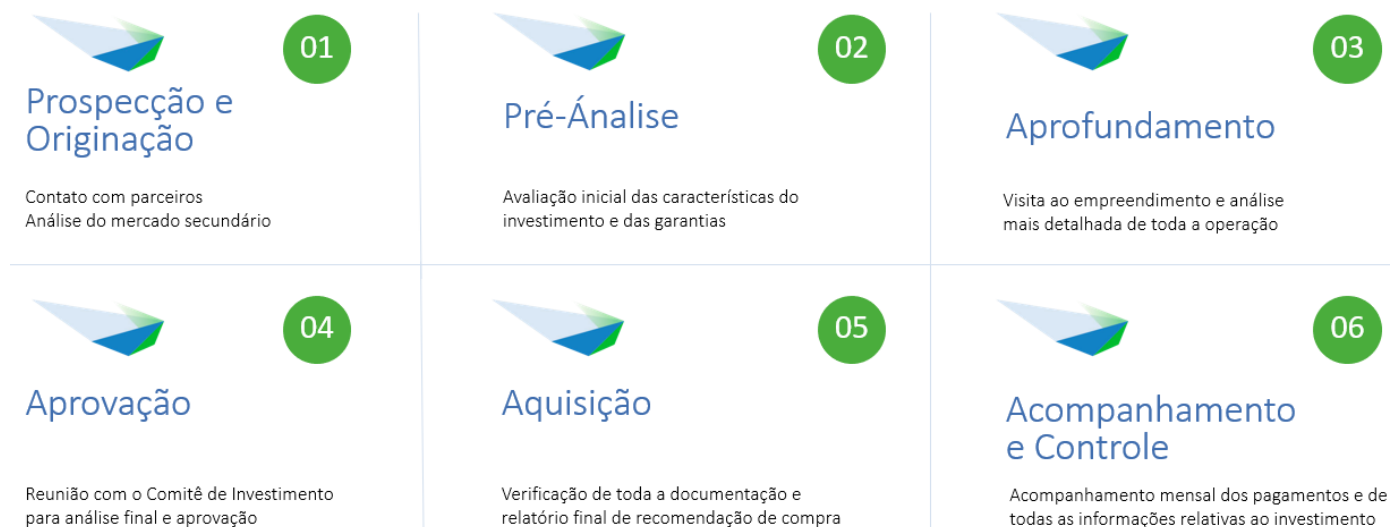 01
Prospecção e
Originação
Contato com parceiros
Análise do mercado secundário
02
Pré-Ánalise
Avaliação inicial das características do
investimento e das garantias
03
Aprofundamento
Visita ao empreendimento e análise
mais detalhada de toda a operação
04
Aprovação
Reunião com o Comitê de Investimento
para análise final e aprovação
05
Aquisição
Verificação de toda a documentação e
relatório final de recomendação de compra
06
Acompanhamento
e Controle
Acompanhamento mensal dos pagamentos e de
todas as informações relativas ao investimento